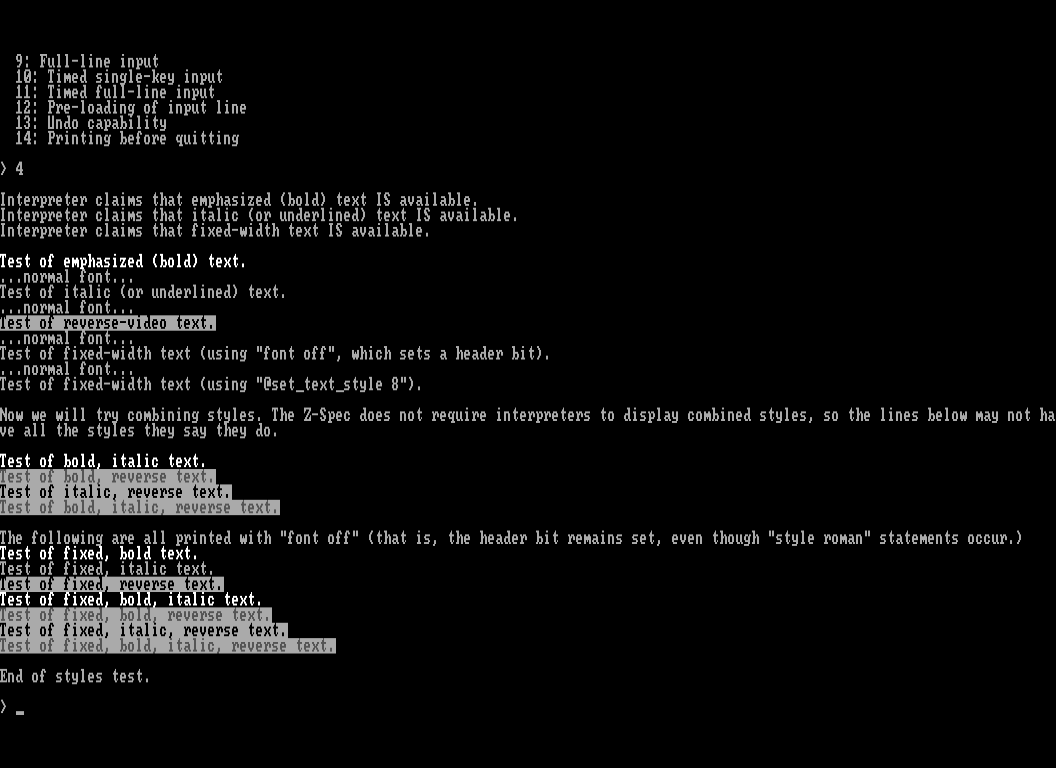 9: Full-line input
10: Timed single-key input
11: Timed full-line input
12: Pre-loading of input line
13: Undo capability
14: Printing before quitting
> 4
Interpreter claims that emphasized (bold) text IS available.
Interpreter claims that italic (or underlined) text IS available.
Interpreter claims that fixed-width text IS available.
Test of emphasized (bold) text.
...normal font...
Test of italic (or underlined) text.
...normal font...
Test of reverse-video text.
...normal font...
Test of fixed-width text (using "font off", which sets a header bit).
...normal font...
Test of fixed-width text (using "@set_text_style 8").
Now we will try combining styles. The Z-Spec does not require interpreters to display combined styles, so the lines below may not ha
ve all the styles they say they do.
Test of bold, italic text.
Test of bold, reverse text.
Test of italic, reverse text.
Test of bold, italic, reverse text.
The following are all printed with "font off" (that is, the header bit remains set, even though "style roman" statements occur.)
Test of fixed, bold text.
Test of fixed, italic text.
Test of fixed, reverse text.
Test of fixed, bold, italic text.
Test of fixed, bold, reverse text.
Test of fixed, italic, reverse text.
Test of fixed, bold, italic, reverse text.
End of styles test.
> _